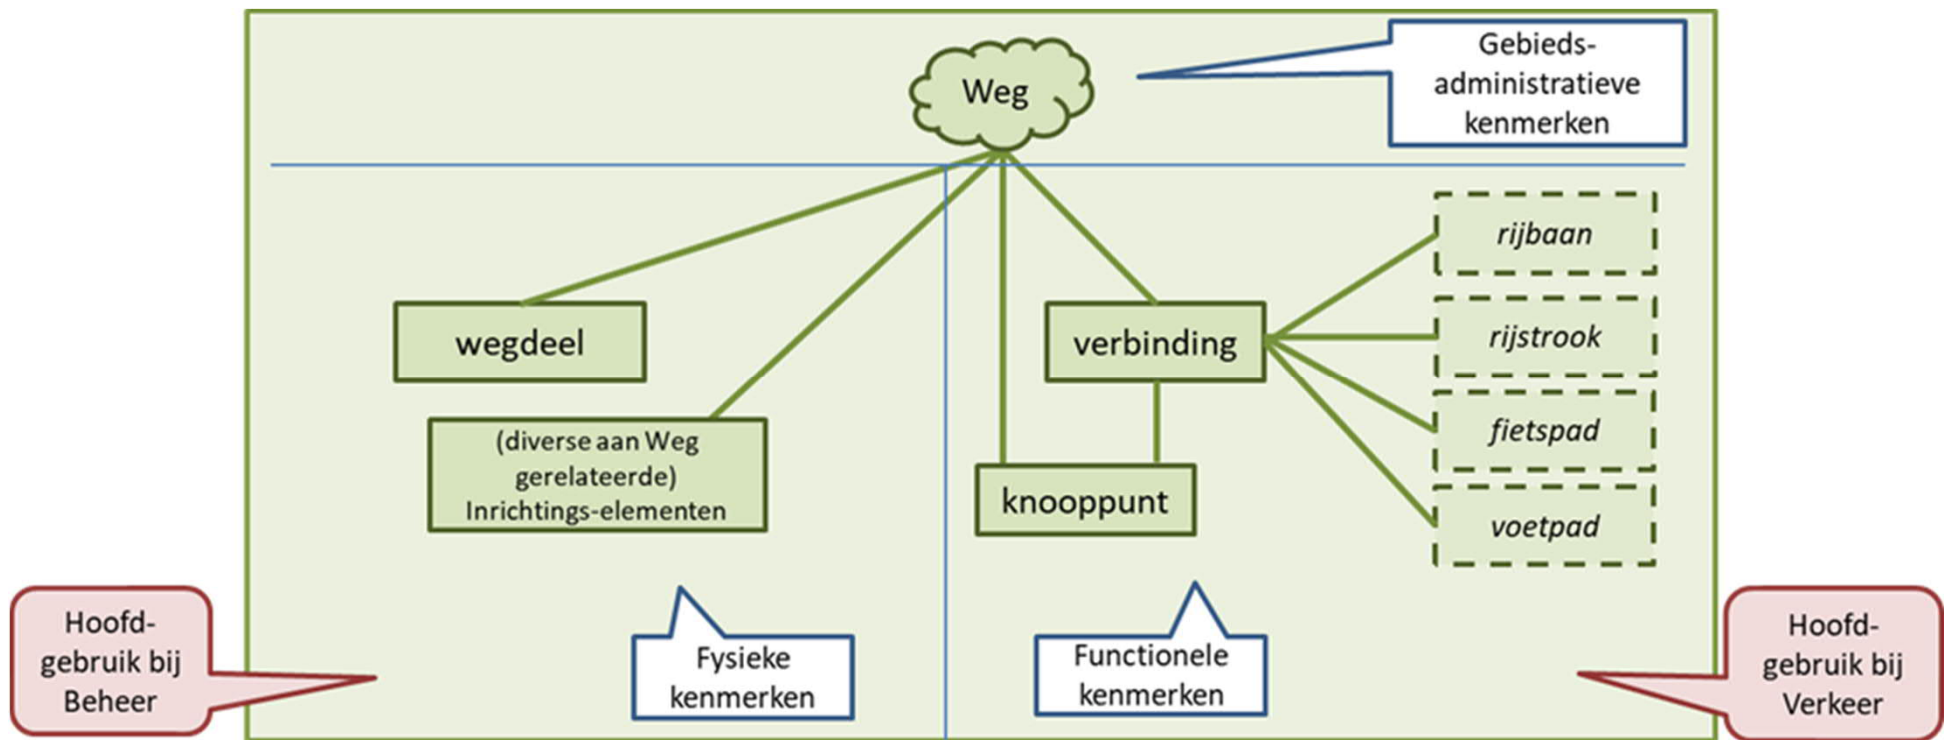 Gebieds-
administratieve
kenmerken
Weg
rijbaan
wegdeel
verbinding
rijstrook
(diverse aan Weg
gerelateerde)
Inrichtings-elementen
fietspad
knooppunt
voetpad
Hoofd-
gebruik bij
Beheer
Fysieke
kenmerken
Functionele
kenmerken
Hoofd-
gebruik bij
Verkeer